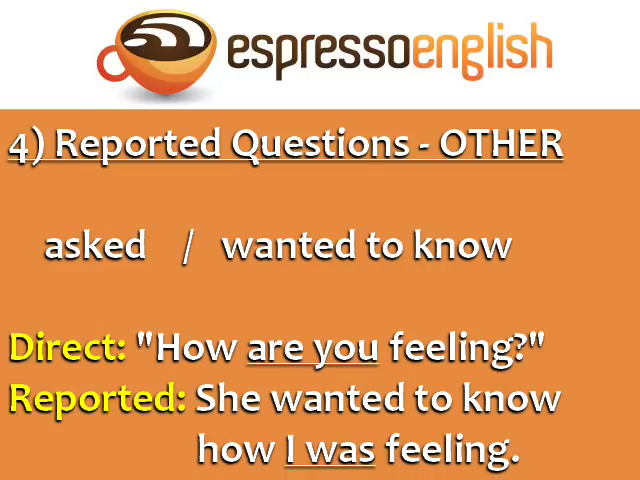 espressoenglish
4) Reported Questions - OTHER
asked / wanted to know
Direct: "How are you feeling?"
Reported: She wanted to know
how I was feeling.